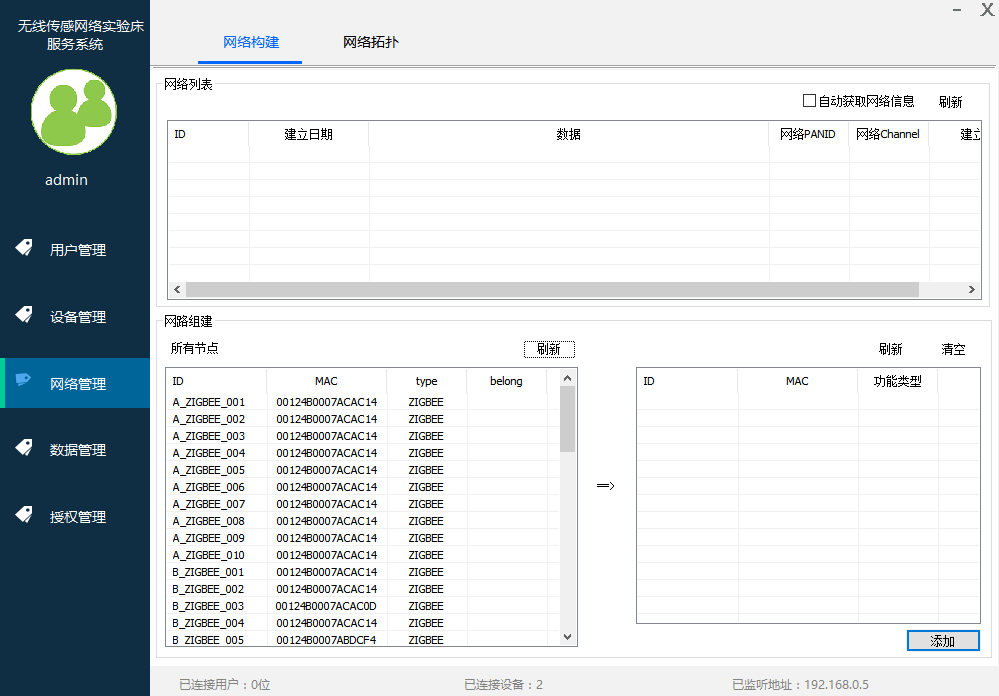 无线传感网络实验床
服务系统
admin
用户管理
设备管理
网络管理
数据管理
授权管理
X
网络构建 网络拓扑
网络列表
自动获取网络信息 刷新
ID 建立日期 数据 网络PANID 网络Channel 建立
网路组建
所有节点 刷新
ID MAC type belong
A_ZIGBEE_001 00124B0007ACAC14 ZIGBEE
A_ZIGBEE_002 00124B0007ACAC14 ZIGBEE
A_ZIGBEE_003 00124B0007ACAC14 ZIGBEE
A_ZIGBEE_004 00124B0007ACAC14 ZIGBEE
A_ZIGBEE_005 00124B0007ACAC14 ZIGBEE
A_ZIGBEE_006 00124B0007ACAC14 ZIGBEE
A_ZIGBEE_007 00124B0007ACAC14 ZIGBEE
A_ZIGBEE_008 00124B0007ACAC14 ZIGBEE
A_ZIGBEE_009 00124B0007ACAC14 ZIGBEE
A_ZIGBEE_010 00124B0007ACAC14 ZIGBEE
B_ZIGBEE_001 00124B0007ACAC14 ZIGBEE
B_ZIGBEE_002 00124B0007ACAC14 ZIGBEE
B_ZIGBEE_003 00124B0007ACAC0D ZIGBEE
B_ZIGBEE_004 00124B0007ACAC14 ZIGBEE
B_ZIGBEE_005 00124B0007ABDCF4 ZIGBEE
==>
刷新 清空
ID MAC 功能类型
添加
已连接用户：0位 已连接设备：2 已监听地址：192.168.0.5